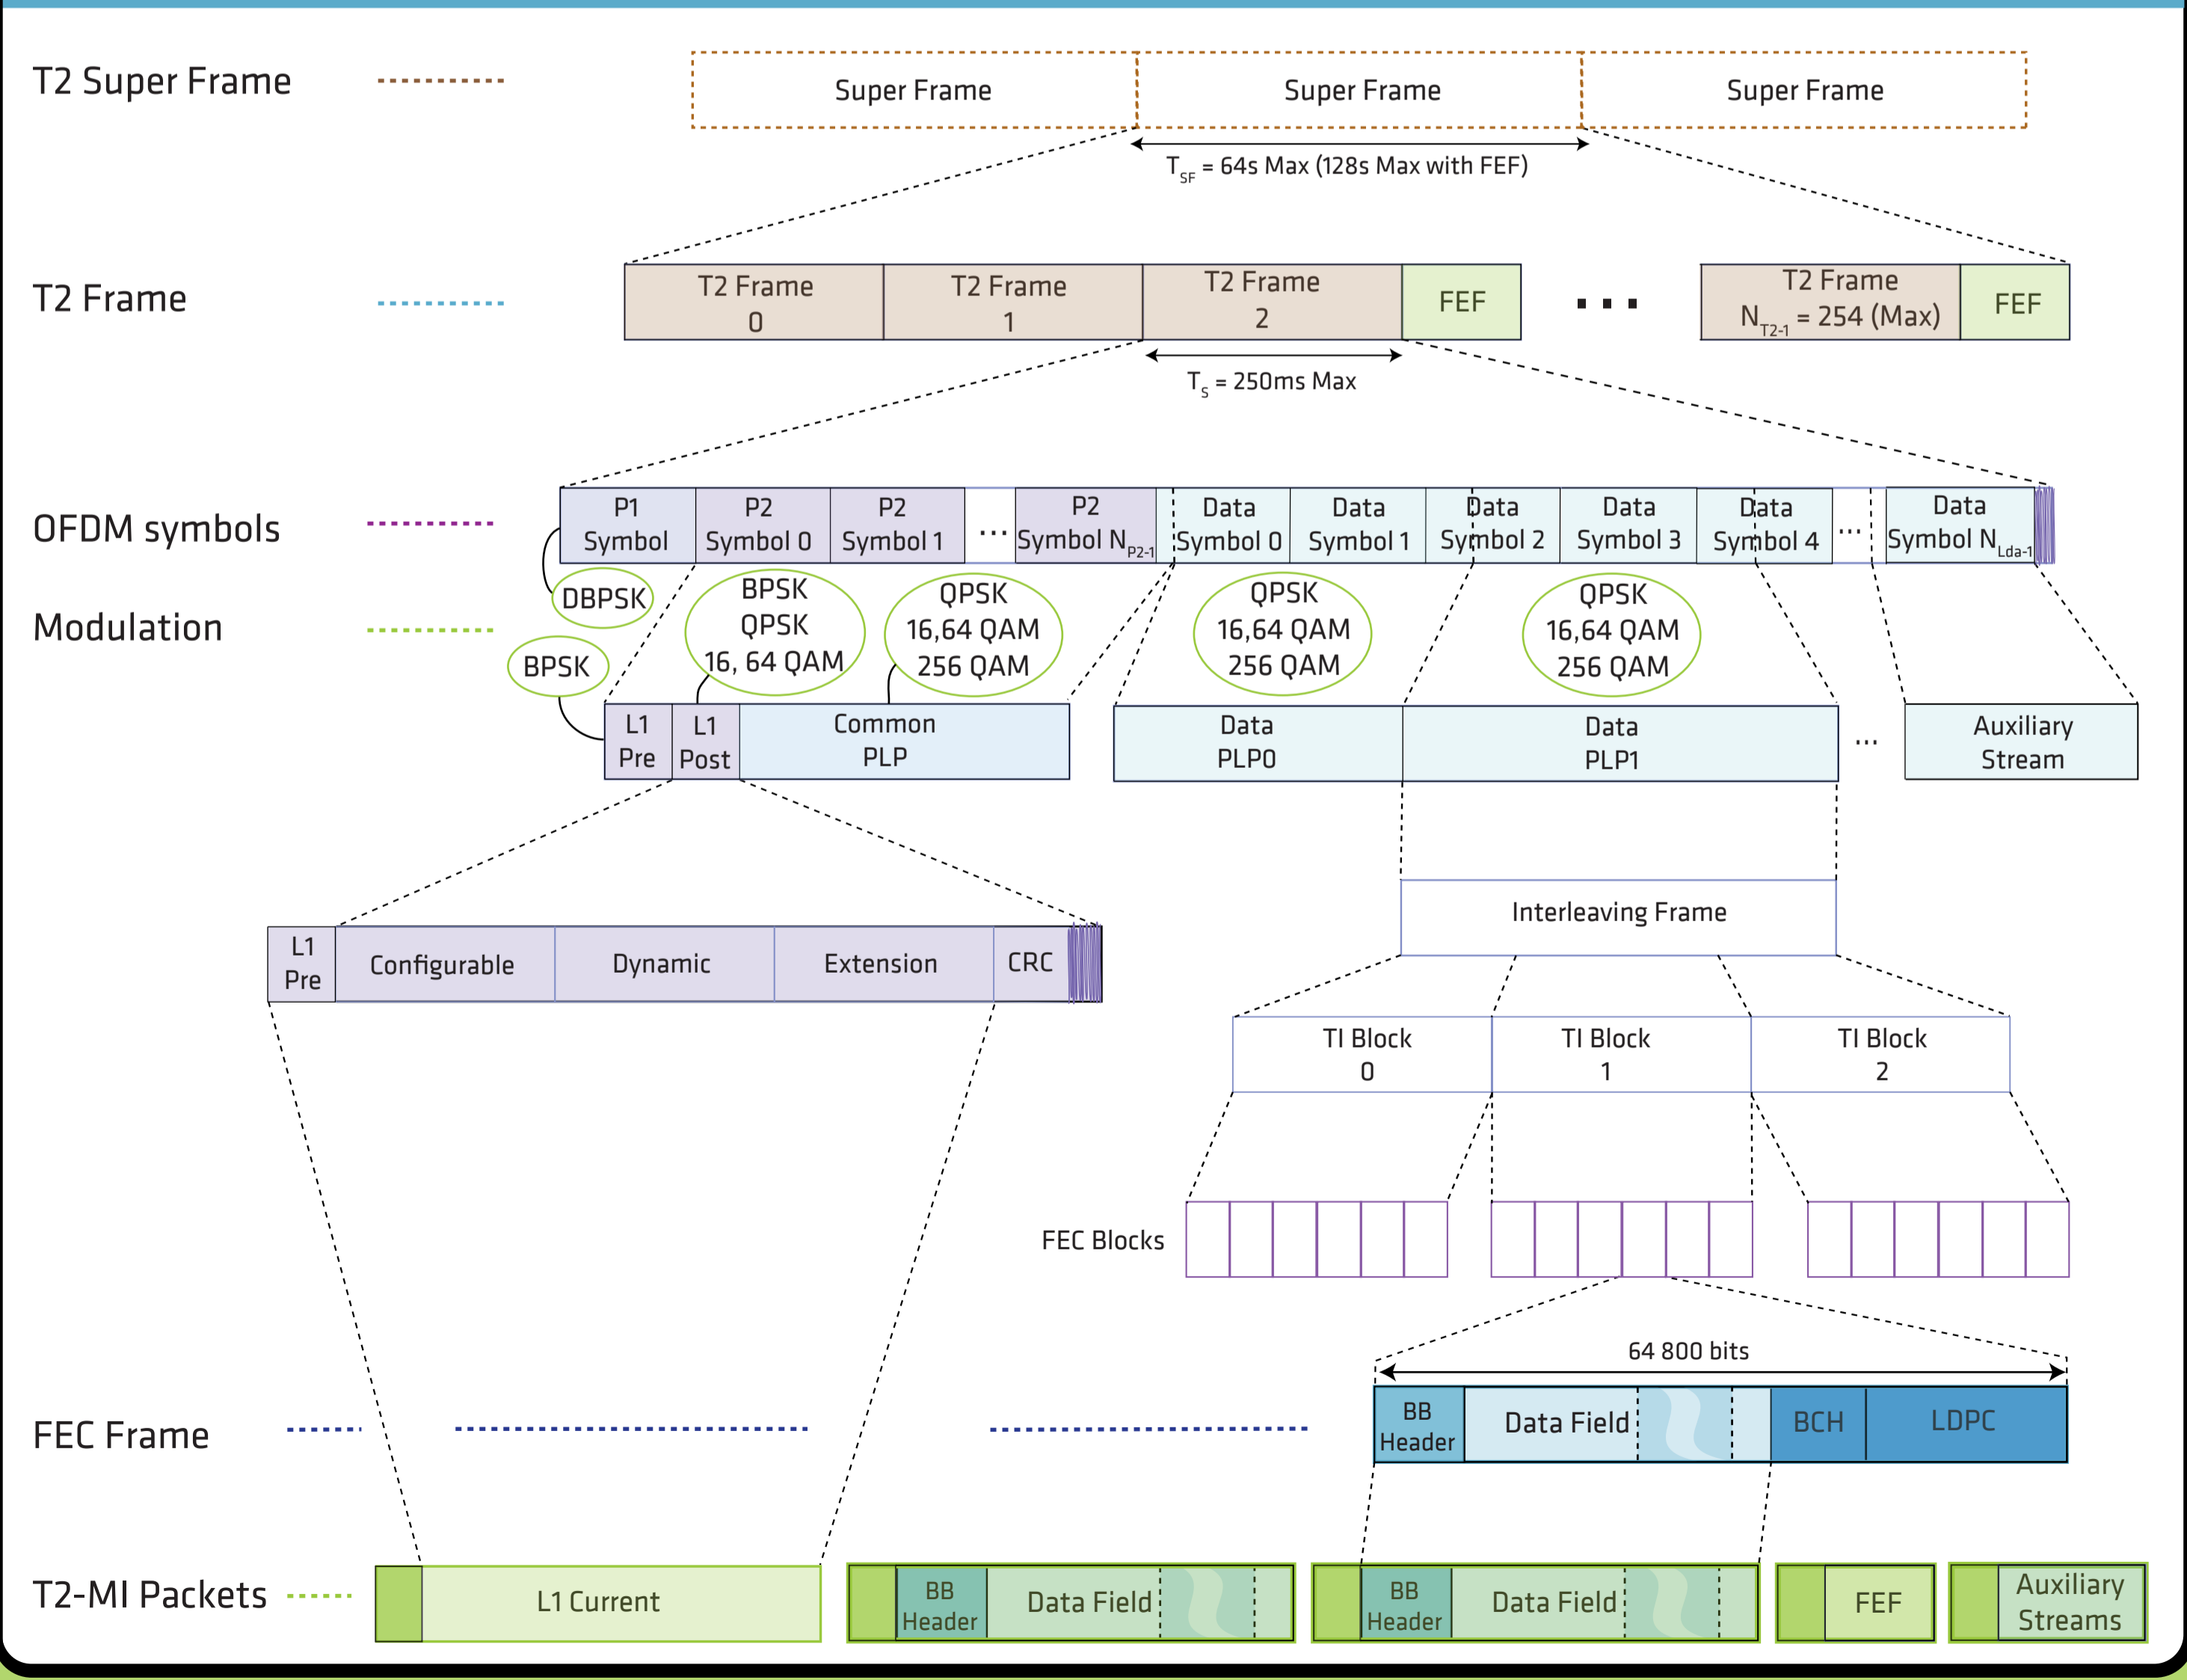 T2 Super Frame
Super Frame
Super Frame
Super Frame
T_SF = 64s Max (128s Max with FEF)
T2 Frame
T2 Frame
0
T2 Frame
1
T2 Frame
2
FEF
...
T2 Frame
N_T2-1 = 254 (Max)
FEF
T_S = 250ms Max
OFDM symbols
P1
Symbol
P2
Symbol 0
P2
Symbol 1
...
P2
Symbol N_P2-1
Data
Symbol 0
Data
Symbol 1
Data
Symbol 2
Data
Symbol 3
Data
Symbol 4
...
Data
Symbol N_Lda-1
Modulation
DBPSK
BPSK
BPSK
QPSK
16, 64 QAM
QPSK
16,64 QAM
256 QAM
QPSK
16,64 QAM
256 QAM
QPSK
16,64 QAM
256 QAM
L1
Pre
L1
Post
Common
PLP
Data
PLP0
Data
PLP1
...
Auxiliary
Stream
L1
Pre
Configurable
Dynamic
Extension
CRC
Interleaving Frame
TI Block
0
TI Block
1
TI Block
2
FEC Blocks
64 800 bits
FEC Frame
BB
Header
Data Field
BCH
LDPC
T2-MI Packets
L1 Current
BB
Header
Data Field
BB
Header
Data Field
FEF
Auxiliary
Streams